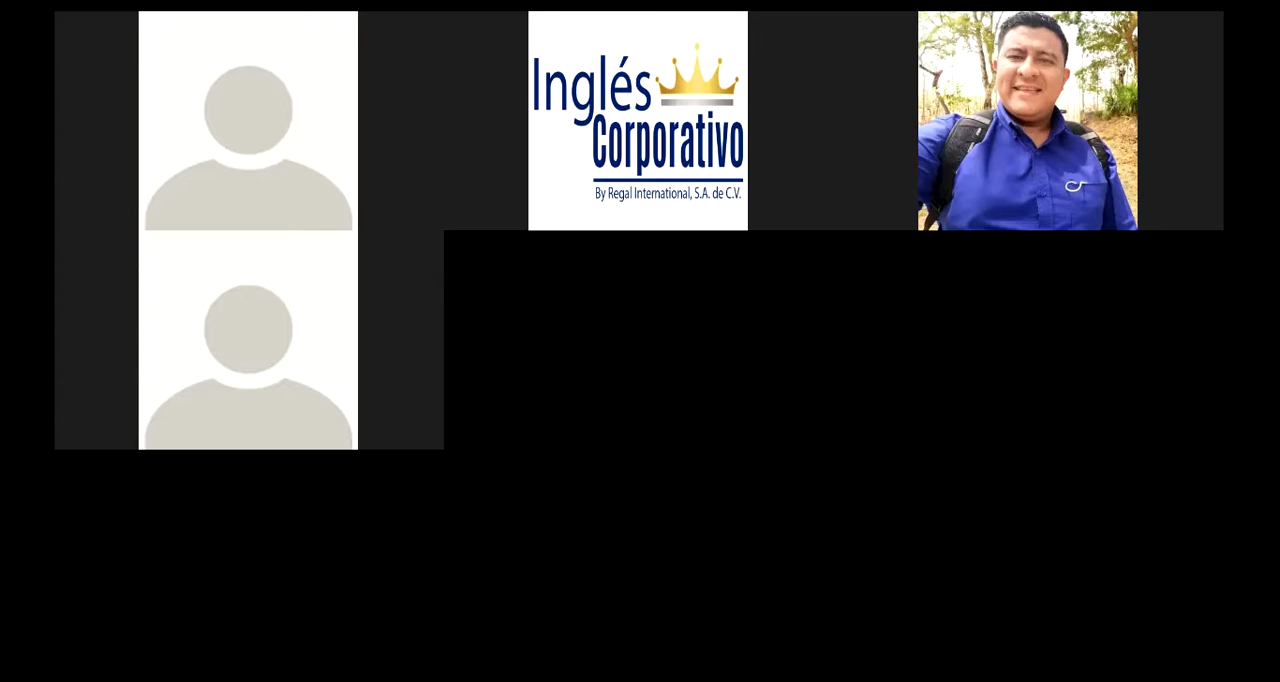 Inglés
Corporativo
By Regal International, S.A. de C.V.